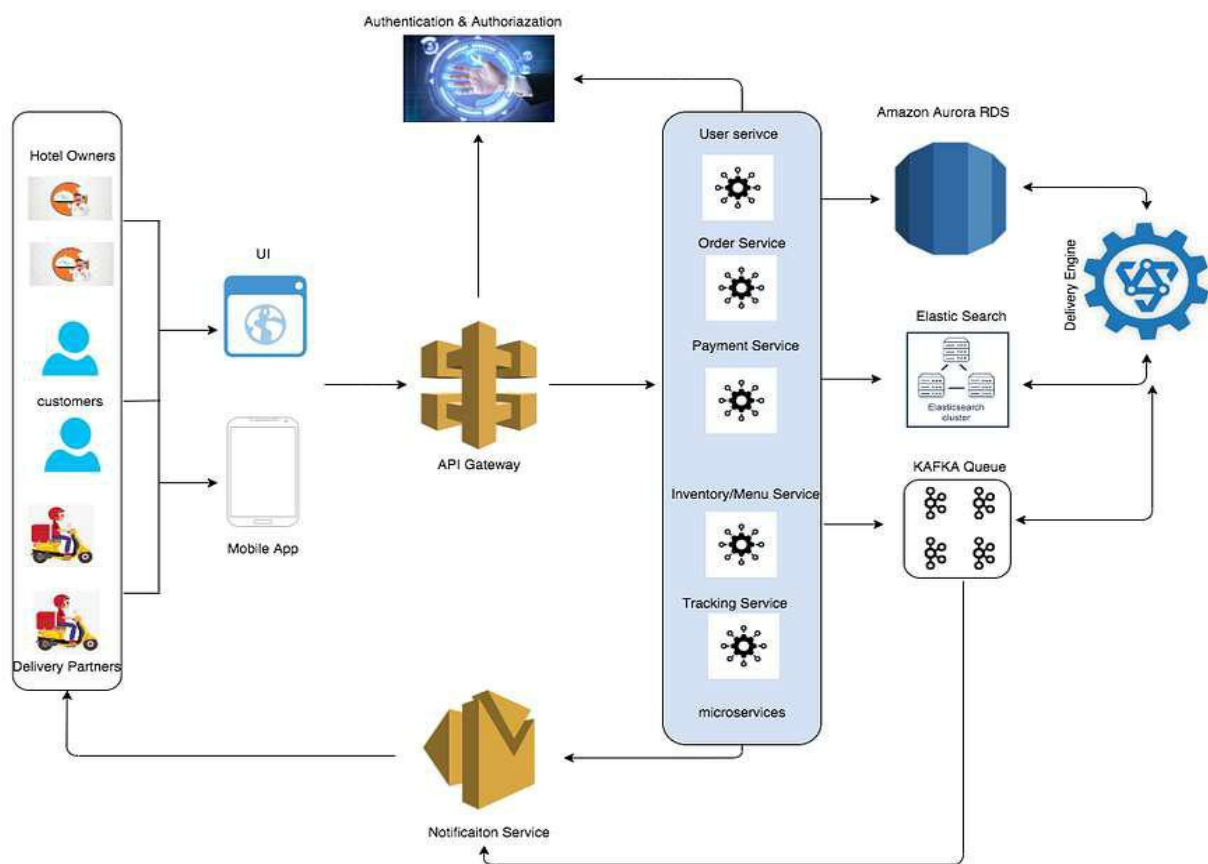 Authentication & Authoriazation
Hotel Owners
customers
Delivery Partners
UI
Mobile App
API Gateway
User serivce
Order Service
Payment Service
Inventory/Menu Service
Tracking Service
microservices
Amazon Aurora RDS
Elastic Search
Elasticsearch
cluster
KAFKA Queue
Delivery Engine
Notificaiton Service